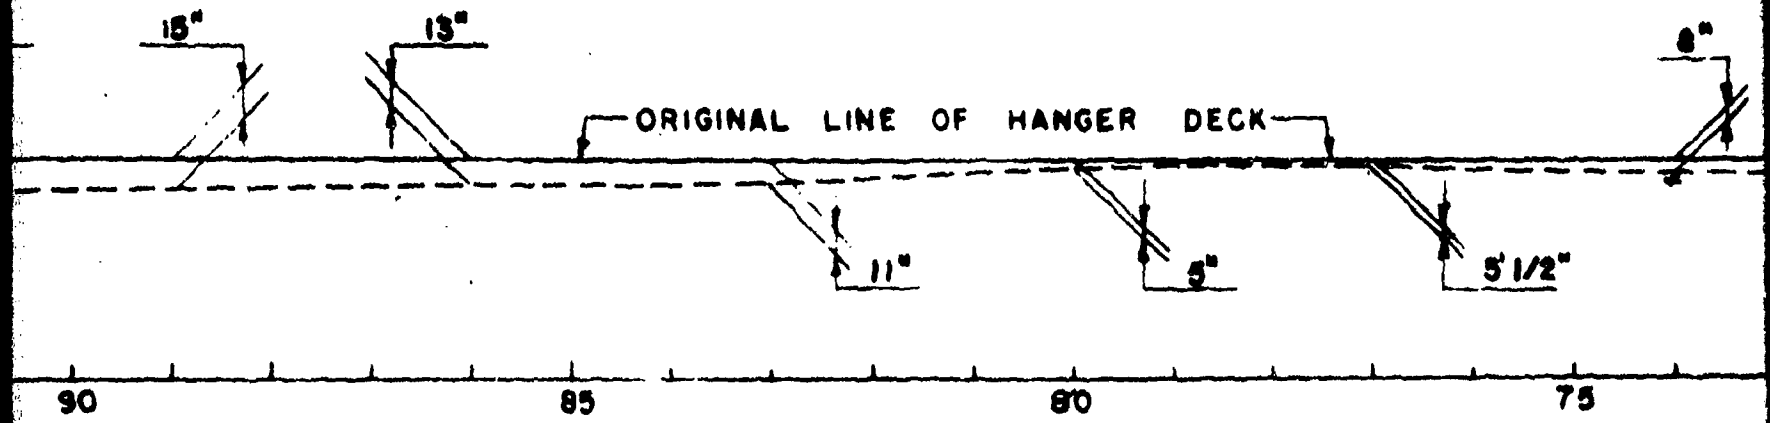 15" 13" 8"
ORIGINAL LINE OF HANGER DECK
11" 5" 5' 1/2"
90 85 80 75